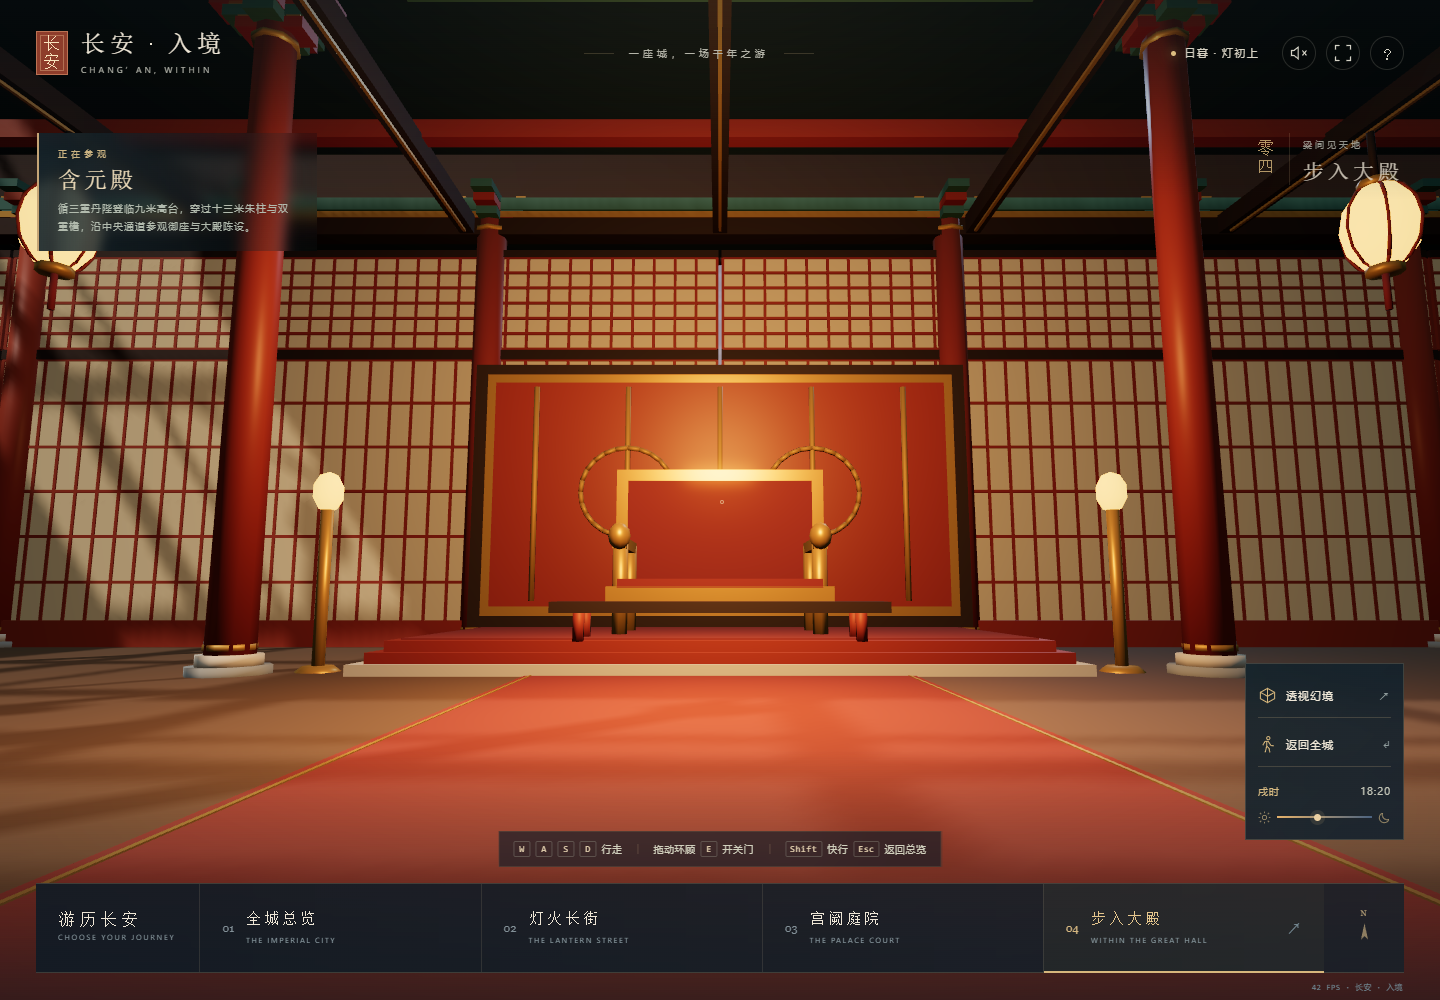 长安
长安 · 入境
CHANG' AN, WITHIN
一座城，一场千年之游
日暮 · 灯初上
?
正在参观
含元殿
循三重丹陛登临九米高台，穿过十三米朱柱与双
重檐，沿中央通道参观御座与大殿陈设。
零四
梁间见天地
步入大殿
透视幻境
返回全城
戌时 18:20
W A S D 行走 | 拖动环顾 E 开关门 | Shift 快行 Esc 返回总览
游历长安
CHOOSE YOUR JOURNEY
01 全城总览
THE IMPERIAL CITY
02 灯火长街
THE LANTERN STREET
03 宫阙庭院
THE PALACE COURT
04 步入大殿
WITHIN THE GREAT HALL
N
42 FPS · 长安 · 入境